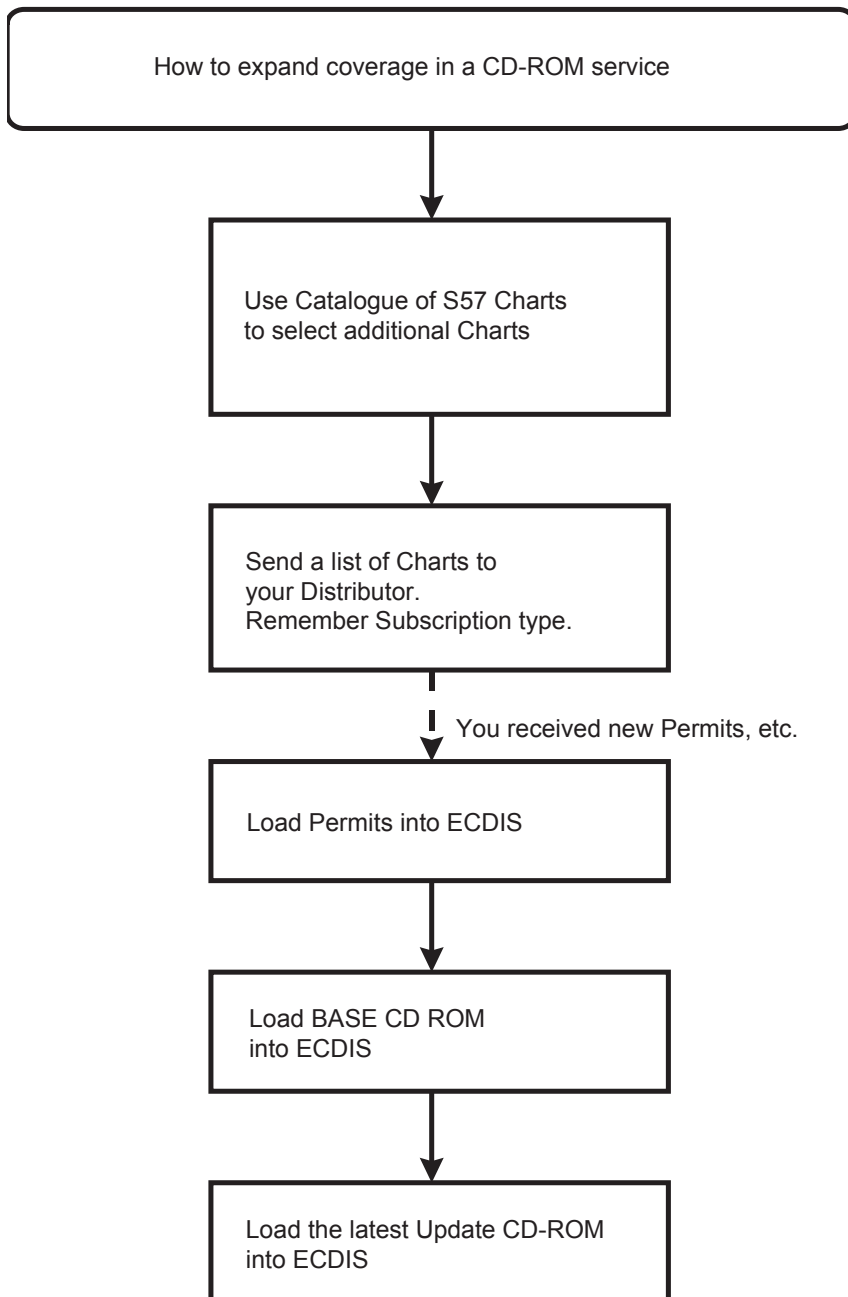 How to expand coverage in a CD-ROM service
Use Catalogue of S57 Charts
to select additional Charts
Send a list of Charts to
your Distributor.
Remember Subscription type.
You received new Permits, etc.
Load Permits into ECDIS
Load BASE CD ROM
into ECDIS
Load the latest Update CD-ROM
into ECDIS